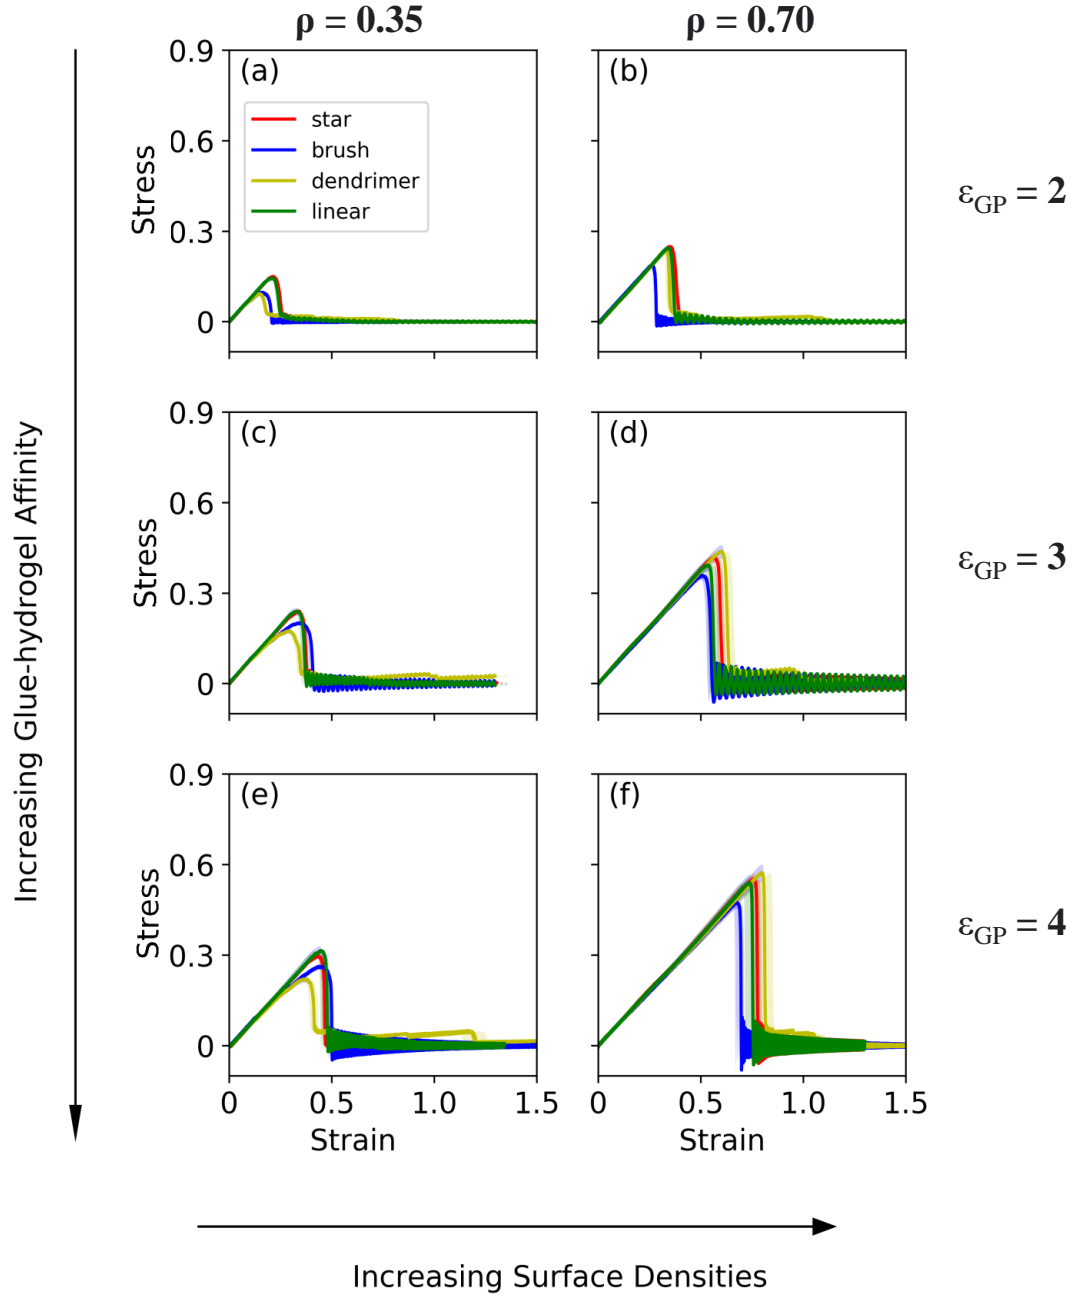 ρ = 0.35
ρ = 0.70
0.9
0.6
0.3
0
Stress
(a)
star
brush
dendrimer
linear
(b)
ε_GP = 2
0.9
0.6
0.3
0
Stress
(c)
(d)
ε_GP = 3
0.9
0.6
0.3
0
Stress
(e)
(f)
ε_GP = 4
0 0.5 1.0 1.5
Strain
0 0.5 1.0 1.5
Strain
Increasing Glue-hydrogel Affinity
Increasing Surface Densities